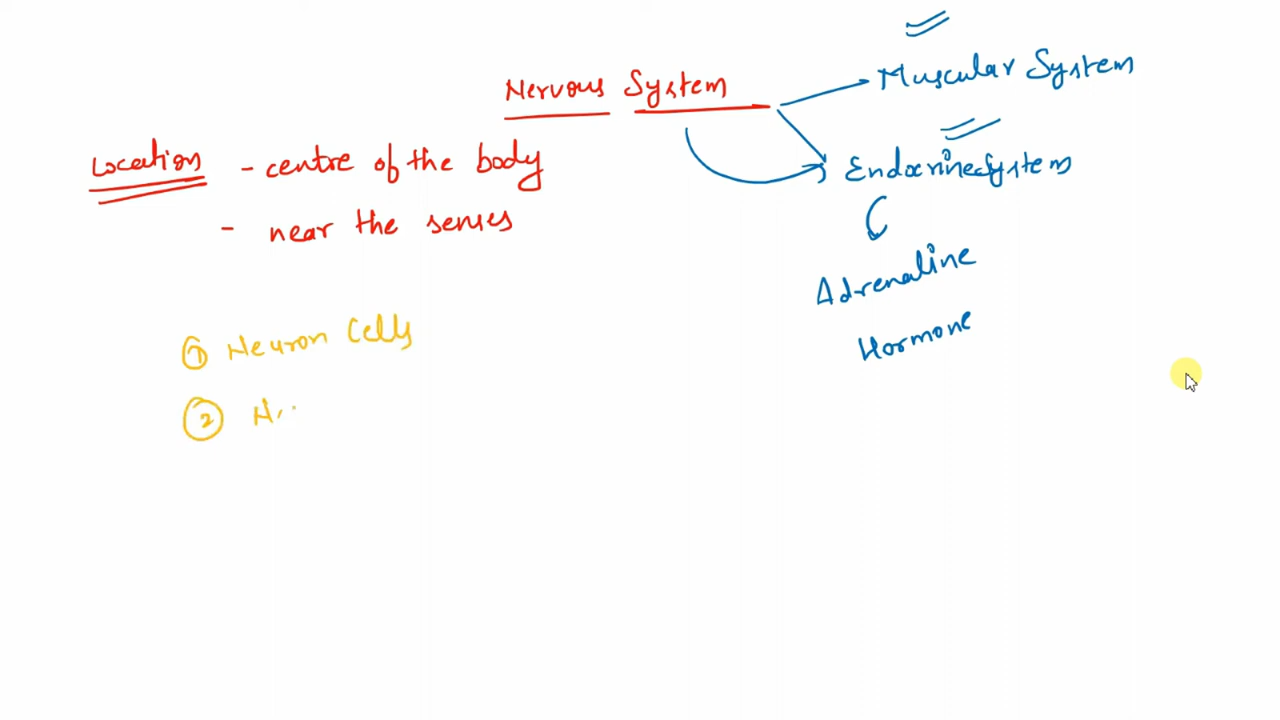 Muscular System
Nervous System
Location - centre of the body
Endocrine System
- near the senses
Adrenaline
Hormone
1 Neuron Cells
2 N